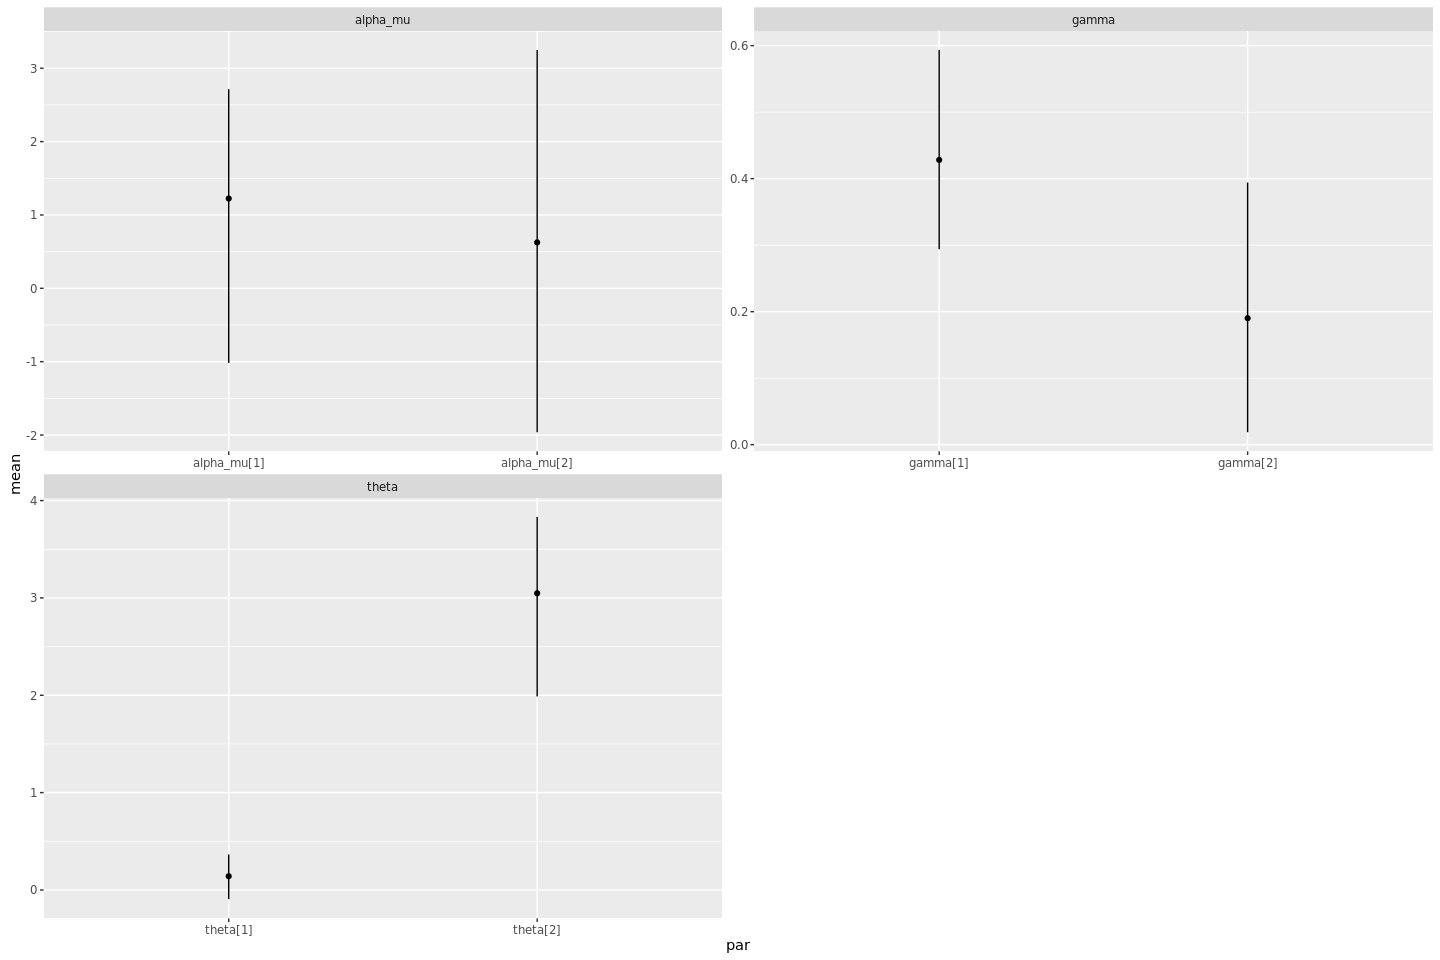 alpha_mu
gamma
3
2
1
0
-1
-2
0.6
0.4
0.2
0.0
alpha_mu[1]
alpha_mu[2]
gamma[1]
gamma[2]
mean
theta
4
3
2
1
0
theta[1]
theta[2]
par